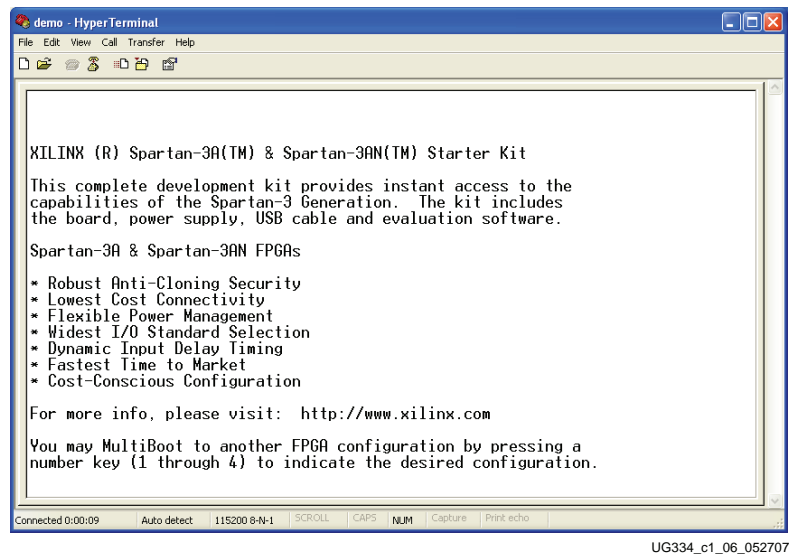 demo - HyperTerminal
File Edit View Call Transfer Help
XILINX (R) Spartan-3A(TM) & Spartan-3AN(TM) Starter Kit
This complete development kit provides instant access to the
capabilities of the Spartan-3 Generation.  The kit includes
the board, power supply, USB cable and evaluation software.
Spartan-3A & Spartan-3AN FPGAs
* Robust Anti-Cloning Security
* Lowest Cost Connectivity
* Flexible Power Management
* Widest I/O Standard Selection
* Dynamic Input Delay Timing
* Fastest Time to Market
* Cost-Conscious Configuration
For more info, please visit:  http://www.xilinx.com
You may MultiBoot to another FPGA configuration by pressing a
number key (1 through 4) to indicate the desired configuration.
Connected 0:00:09 Auto detect 115200 8-N-1 SCROLL CAPS NUM Capture Print echo
UG334_c1_06_052707